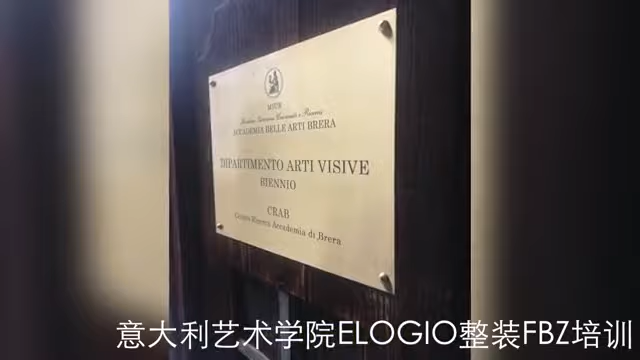 MIUR
ACCADEMIA BELLE ARTI BRERA
DIPARTIMENTO ARTI VISIVE
BIENNIO
CRAB
Centro Ricerca Accademia di Brera
意大利艺术学院ELOGIO整装FBZ培训